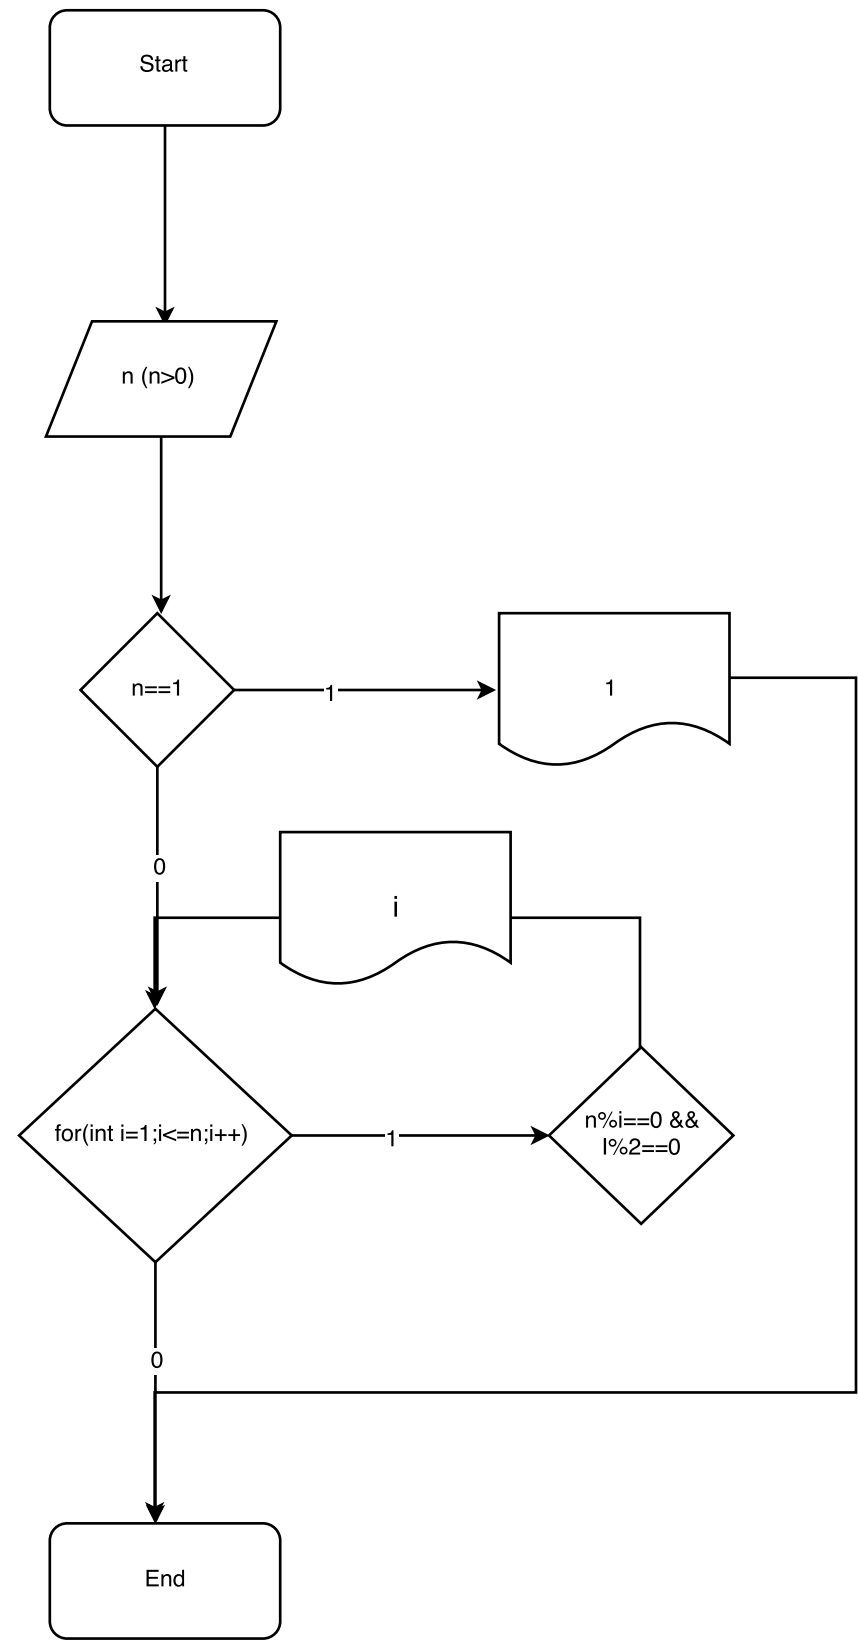 Start
n (n>0)
n==1
1
1
0
i
for(int i=1;i<=n;i++)
1
n%i==0 &&
I%2==0
0
End